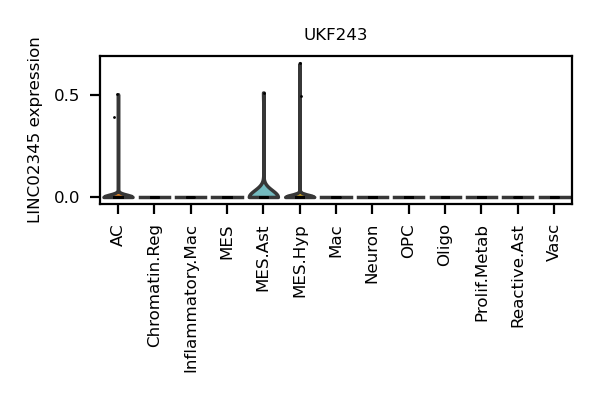 UKF243
LINC02345 expression
0.5
0.0
AC
Chromatin.Reg
Inflammatory.Mac
MES
MES.Ast
MES.Hyp
Mac
Neuron
OPC
Oligo
Prolif.Metab
Reactive.Ast
Vasc